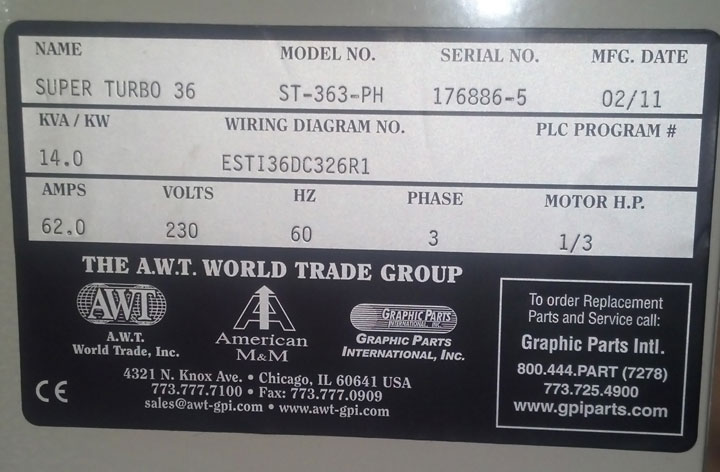 NAME MODEL NO. SERIAL NO. MFG. DATE
SUPER TURBO 36 ST-363-PH 176886-5 02/11
KVA / KW WIRING DIAGRAM NO. PLC PROGRAM #
14.0 ESTI36DC326R1
AMPS VOLTS HZ PHASE MOTOR H.P.
62.0 230 60 3 1/3
THE A.W.T. WORLD TRADE GROUP
AWT
A.W.T.
World Trade, Inc.
American
M&M
GRAPHIC PARTS
INTERNATIONAL, INC.
GRAPHIC PARTS
INTERNATIONAL, INC.
4321 N. Knox Ave. • Chicago, IL 60641 USA
773.777.7100 • Fax: 773.777.0909
sales@awt-gpi.com • www.awt-gpi.com
CE
To order Replacement
Parts and Service call:
Graphic Parts Intl.
800.444.PART (7278)
773.725.4900
www.gpiparts.com